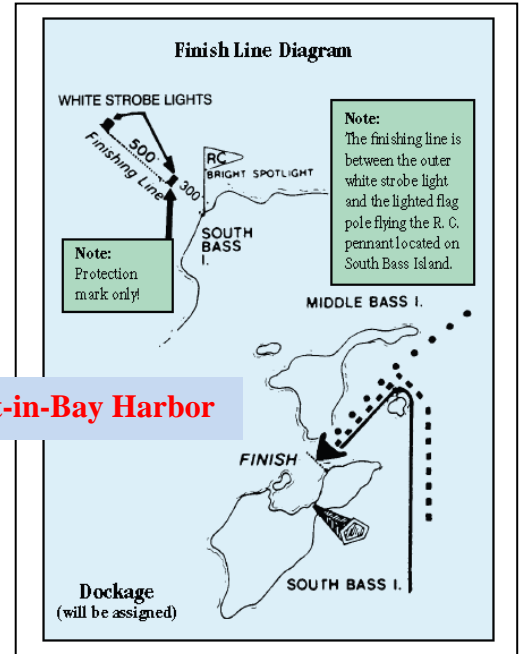 Finish Line Diagram
WHITE STROBE LIGHTS
500'
Finishing Line
300'
RC
BRIGHT SPOTLIGHT
SOUTH
BASS
I.
Note:
Protection
mark only!
Note:
The finishing line is
between the outer
white strobe light
and the lighted flag
pole flying the R. C.
pennant located on
South Bass Island.
MIDDLE BASS I.
t-in-Bay Harbor
FINISH
SOUTH BASS I.
Dockage
(will be assigned)